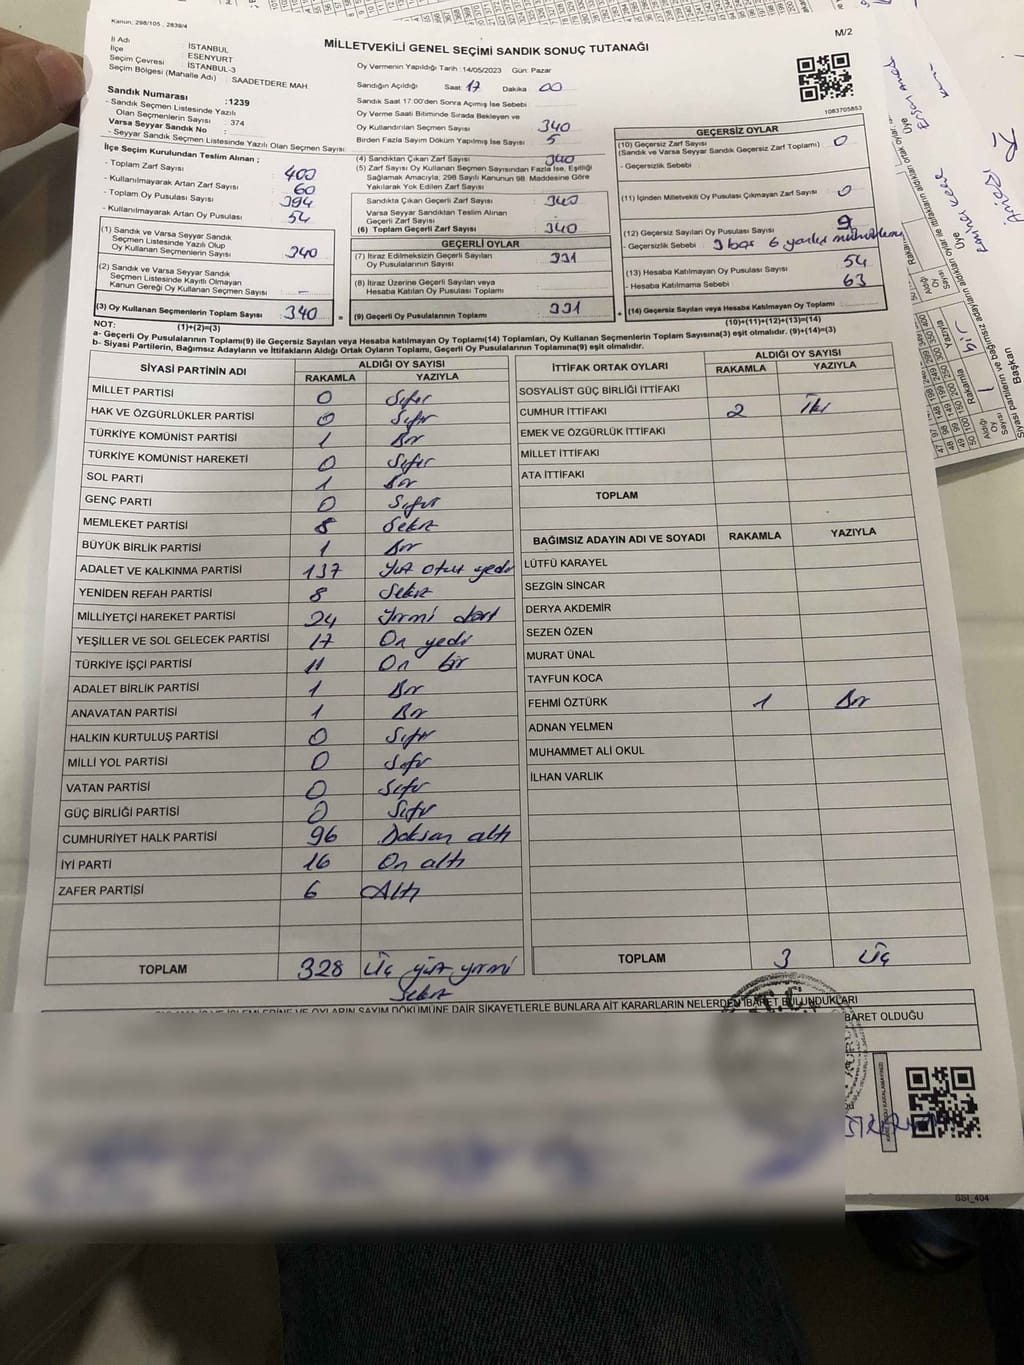 Kanun, 298/105 , 2839/4
M/2
MİLLETVEKİLİ GENEL SEÇİMİ SANDIK SONUÇ TUTANAĞI
İl Adı : İSTANBUL
İlçe : ESENYURT
Seçim Çevresi : İSTANBUL-3
Seçim Bölgesi (Mahalle Adı) : SAADETDERE MAH.
Sandık Numarası :1239
- Sandık Seçmen Listesinde Yazılı Olan Seçmenlerin Sayısı : 374
Varsa Seyyar Sandık No :
- Seyyar Sandık Seçmen Listesinde Yazılı Olan Seçmen Sayısı :
Oy Vermenin Yapıldığı Tarih :14/05/2023 Gün: Pazar
Sandığın Açıldığı Saat: 17 Dakika 00
Sandık Saat 17:00'den Sonra Açılmış İse Sebebi
Oy Verme Saati Bitiminde Sırada Bekleyen ve
Oy Kullandırılan Seçmen Sayısı 340
Birden Fazla Sayım Döküm Yapılmış İse Sayısı 5
1083705853
İlçe Seçim Kurulundan Teslim Alınan ;
- Toplam Zarf Sayısı 400
- Kullanılmayarak Artan Zarf Sayısı 60
- Toplam Oy Pusulası Sayısı 394
- Kullanılmayarak Artan Oy Pusulası 54
(1) Sandık ve Varsa Seyyar Sandık
Seçmen Listesinde Yazılı Olup
Oy Kullanan Seçmenlerin Sayısı 340
(2) Sandık ve Varsa Seyyar Sandık
Seçmen Listesinde Kayıtlı Olmayan
Kanun Gereği Oy Kullanan Seçmen Sayısı –
(3) Oy Kullanan Seçmenlerin Toplam Sayısı 340 =
(1)+(2)=(3)
(4) Sandıktan Çıkan Zarf Sayısı 340
(5) Zarf Sayısı Oy Kullanan Seçmen Sayısından Fazla İse, Eşitliği
Sağlamak Amacıyla, 298 Sayılı Kanunun 98. Maddesine Göre
Yakılarak Yok Edilen Zarf Sayısı
Sandıkta Çıkan Geçerli Zarf Sayısı 340
Varsa Seyyar Sandıktan Teslim Alınan
Geçerli Zarf Sayısı
(6) Toplam Geçerli Zarf Sayısı 340
GEÇERLİ OYLAR
(7) İtiraz Edilmeksizin Geçerli Sayılan
Oy Pusulalarının Sayısı 331
(8) İtiraz Üzerine Geçerli Sayılan veya
Hesaba Katılan Oy Pusulası Toplamı
(9) Geçerli Oy Pusulalarının Toplamı 331 +
GEÇERSİZ OYLAR
(10) Geçersiz Zarf Sayısı 0
(Sandık ve Varsa Seyyar Sandık Geçersiz Zarf Toplamı)
- Geçersizlik Sebebi
(11) İçinden Milletvekili Oy Pusulası Çıkmayan Zarf Sayısı 0
(12) Geçersiz Sayılan Oy Pusulası Sayısı 9
- Geçersizlik Sebebi 3 boş 6 yanlış mühürleme
(13) Hesaba Katılmayan Oy Pusulası Sayısı 54
- Hesaba Katılmama Sebebi 63
(14) Geçersiz Sayılan veya Hesaba Katılmayan Oy Toplamı
(10)+(11)+(12)+(13)=(14)
NOT:
a- Geçerli Oy Pusulalarının Toplamı(9) ile Geçersiz Sayılan veya Hesaba katılmayan Oy Toplamı(14) Toplamları, Oy Kullanan Seçmenlerin Toplam Sayısına(3) eşit olmalıdır. (9)+(14)=(3)
b- Siyasi Partilerin, Bağımsız Adayların ve İttifakların Aldığı Ortak Oyların Toplamı, Geçerli Oy Pusulalarının Toplamına(9) eşit olmalıdır.
SİYASİ PARTİNİN ADI ALDIĞI OY SAYISI
RAKAMLA YAZIYLA
MİLLET PARTİSİ 0 Sıfır
HAK VE ÖZGÜRLÜKLER PARTİSİ 0 Sıfır
TÜRKİYE KOMÜNİST PARTİSİ 1 Bir
TÜRKİYE KOMÜNİST HAREKETİ 0 Sıfır
SOL PARTİ 1 Bir
GENÇ PARTİ 0 Sıfır
MEMLEKET PARTİSİ 8 Sekiz
BÜYÜK BİRLİK PARTİSİ 1 Bir
ADALET VE KALKINMA PARTİSİ 137 Yüz otuz yedi
YENİDEN REFAH PARTİSİ 8 Sekiz
MİLLİYETÇİ HAREKET PARTİSİ 24 Yirmi dört
YEŞİLLER VE SOL GELECEK PARTİSİ 17 On yedi
TÜRKİYE İŞÇİ PARTİSİ 11 On bir
ADALET BİRLİK PARTİSİ 1 Bir
ANAVATAN PARTİSİ 1 Bir
HALKIN KURTULUŞ PARTİSİ 0 Sıfır
MİLLİ YOL PARTİSİ 0 Sıfır
VATAN PARTİSİ 0 Sıfır
GÜÇ BİRLİĞİ PARTİSİ 0 Sıfır
CUMHURİYET HALK PARTİSİ 96 Doksan altı
İYİ PARTİ 16 On altı
ZAFER PARTİSİ 6 Altı
TOPLAM 328 Üç yüz yirmi
Sekiz
İTTİFAK ORTAK OYLARI ALDIĞI OY SAYISI
RAKAMLA YAZIYLA
SOSYALİST GÜÇ BİRLİĞİ İTTİFAKI
CUMHUR İTTİFAKI 2 İki
EMEK VE ÖZGÜRLÜK İTTİFAKI
MİLLET İTTİFAKI
ATA İTTİFAKI
TOPLAM
BAĞIMSIZ ADAYIN ADI VE SOYADI RAKAMLA YAZIYLA
LÜTFÜ KARAYEL
SEZGİN SİNCAR
DERYA AKDEMİR
SEZEN ÖZEN
MURAT ÜNAL
TAYFUN KOCA
FEHMİ ÖZTÜRK 1 Bir
ADNAN YELMEN
MUHAMMET ALİ OKUL
İLHAN VARLIK
TOPLAM 3 Üç
OYLARIN SAYIM DÖKÜMÜNE DAİR ŞİKAYETLERLE BUNLARA AİT KARARLARIN NELERDEN İBARET BULUNDUKLARI
BARET OLDUĞU
SSI_404
Rakamla Yazıyla
Siyasi partilerin ve bağımsız adayların aldıkları oy
Başkan
Üye